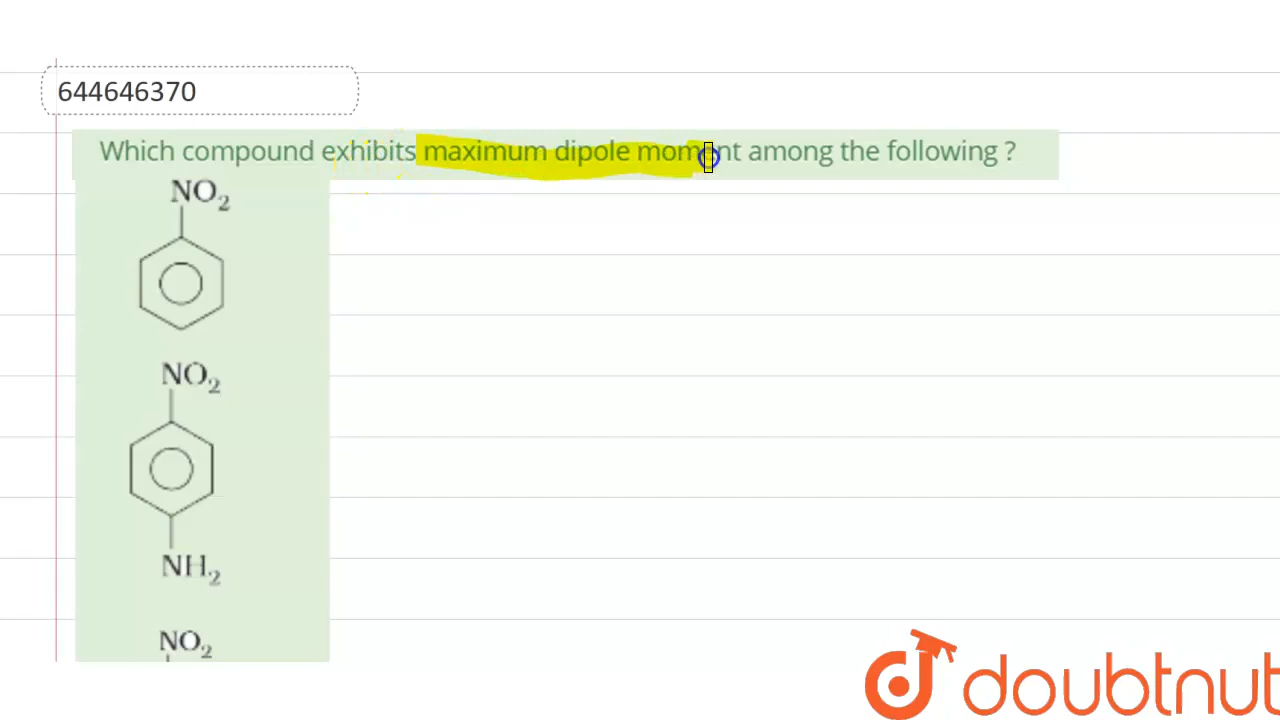 644646370
Which compound exhibits maximum dipole moment among the following ?
NO₂
NO₂
NH₂
NO₂
doubtnut